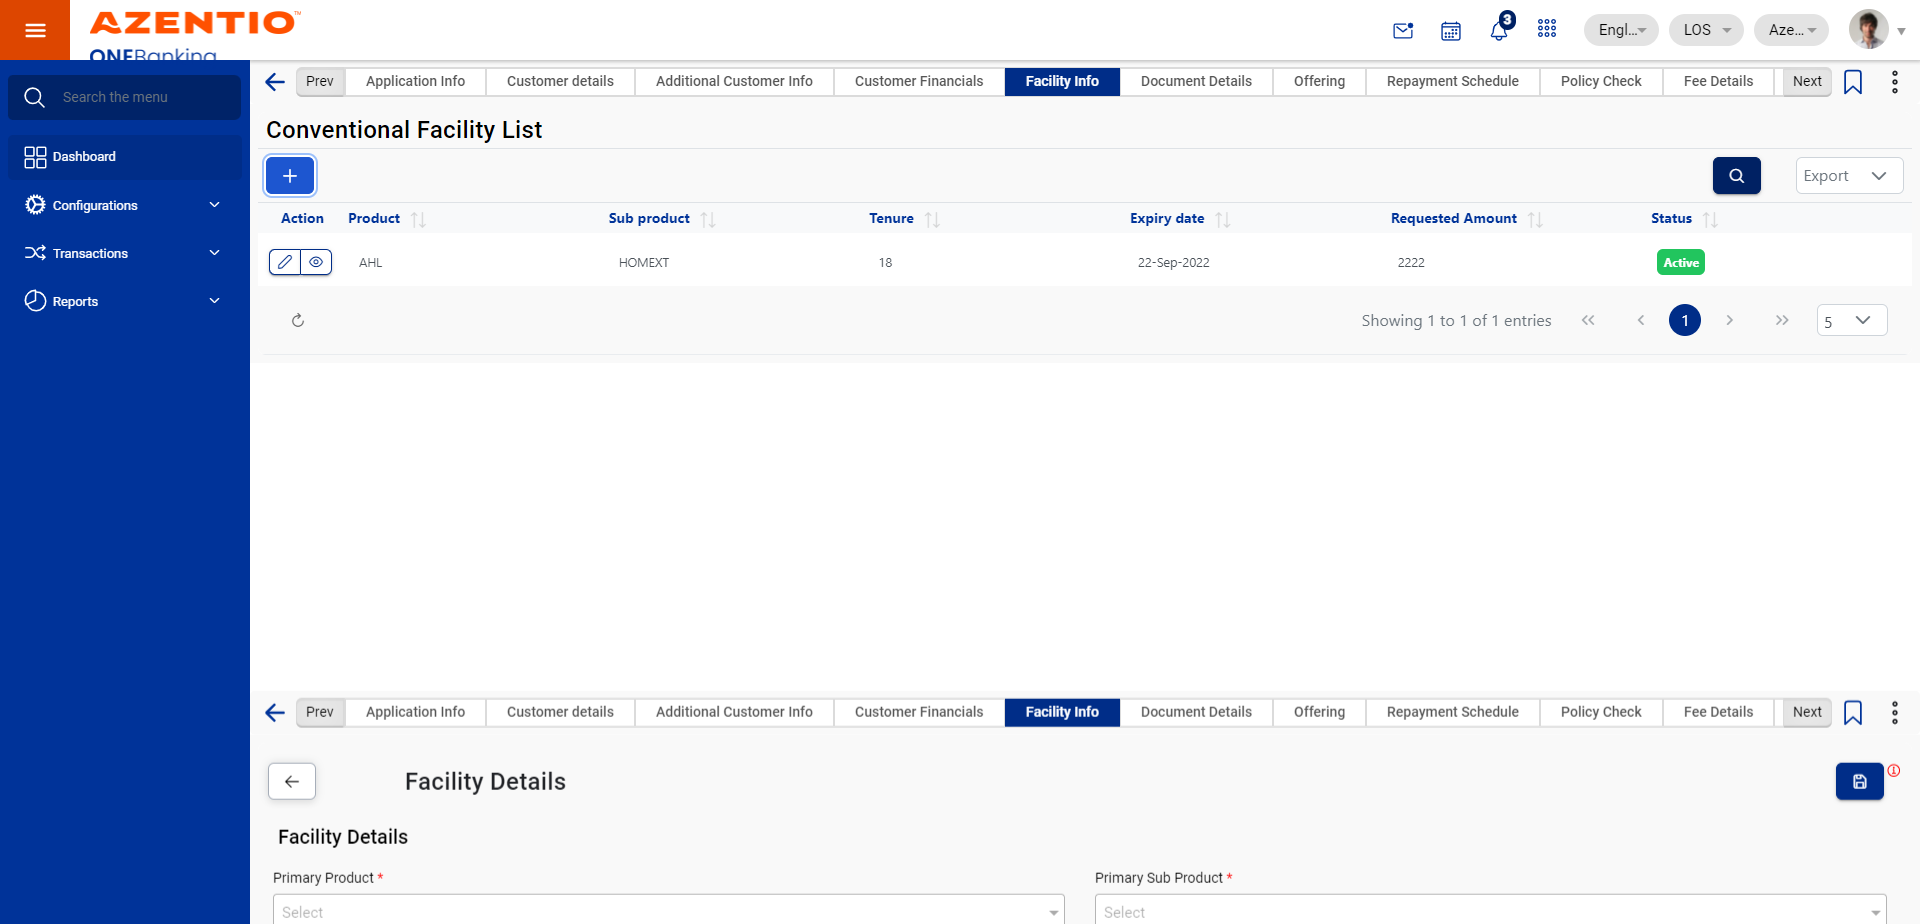 AZENTIO™
ONEBanking
3
Engl...
LOS
Aze...
Search the menu
Dashboard
Configurations
Transactions
Reports
Prev
Application Info
Customer details
Additional Customer Info
Customer Financials
Facility Info
Document Details
Offering
Repayment Schedule
Policy Check
Fee Details
Next
Conventional Facility List
Export
Action
Product
Sub product
Tenure
Expiry date
Requested Amount
Status
AHL
HOMEXT
18
22-Sep-2022
2222
Active
Showing 1 to 1 of 1 entries
1
5
Prev
Application Info
Customer details
Additional Customer Info
Customer Financials
Facility Info
Document Details
Offering
Repayment Schedule
Policy Check
Fee Details
Next
Facility Details
Facility Details
Primary Product *
Primary Sub Product *
Select
Select